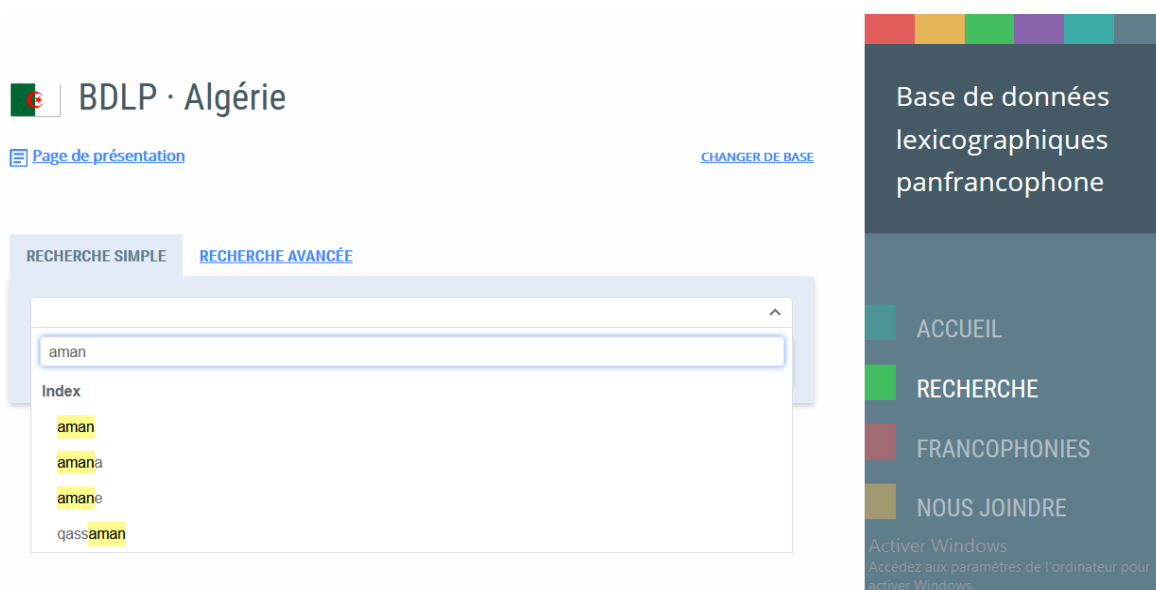 BDLP · Algérie
Page de présentation
CHANGER DE BASE
RECHERCHE SIMPLE
RECHERCHE AVANCÉE
aman
Index
aman
amana
amane
qassaman
Base de données
lexicographiques
panfrancophone
ACCUEIL
RECHERCHE
FRANCOPHONIES
NOUS JOINDRE
Activer Windows
Accédez aux paramètres de l'ordinateur pour
activer Windows.